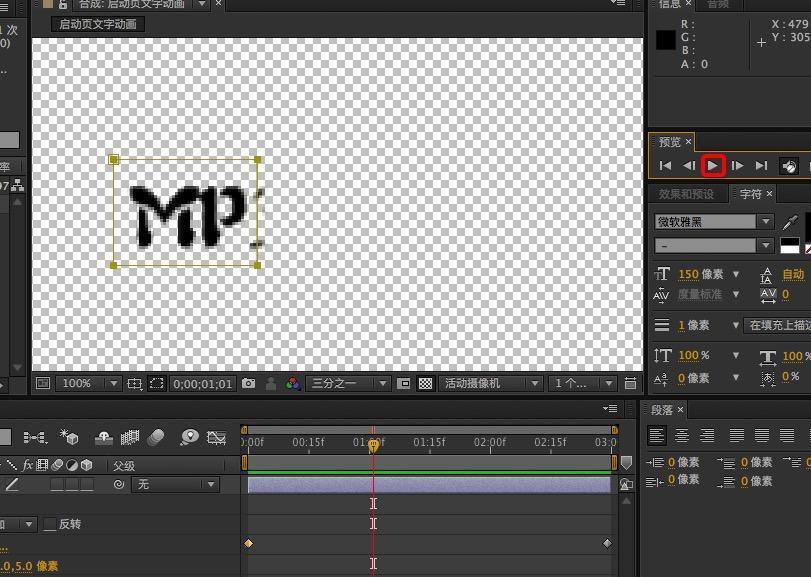 合成: 启动页文字动画
启动页文字动画
信息 × 音频
R :
G :
B :
A : 0
X : 479
Y : 305
预览 ×
效果和预设 字符 ×
微软雅黑
-
150 像素 自动
度量标准 0
1 像素 在填充上描边
100 % 100 %
0 像素 0 %
MP
100% 0;00;01;01 三分之一 活动摄像机 1 个...
1 次
0)
率
97
段落 ×
0 像素 0 像素 0
0 像素 0 像素
:00f 00:15f 01:00f 01:15f 02:00f 02:15f 03:0
fx 父级
无
加 反转
...
.0,5.0 像素